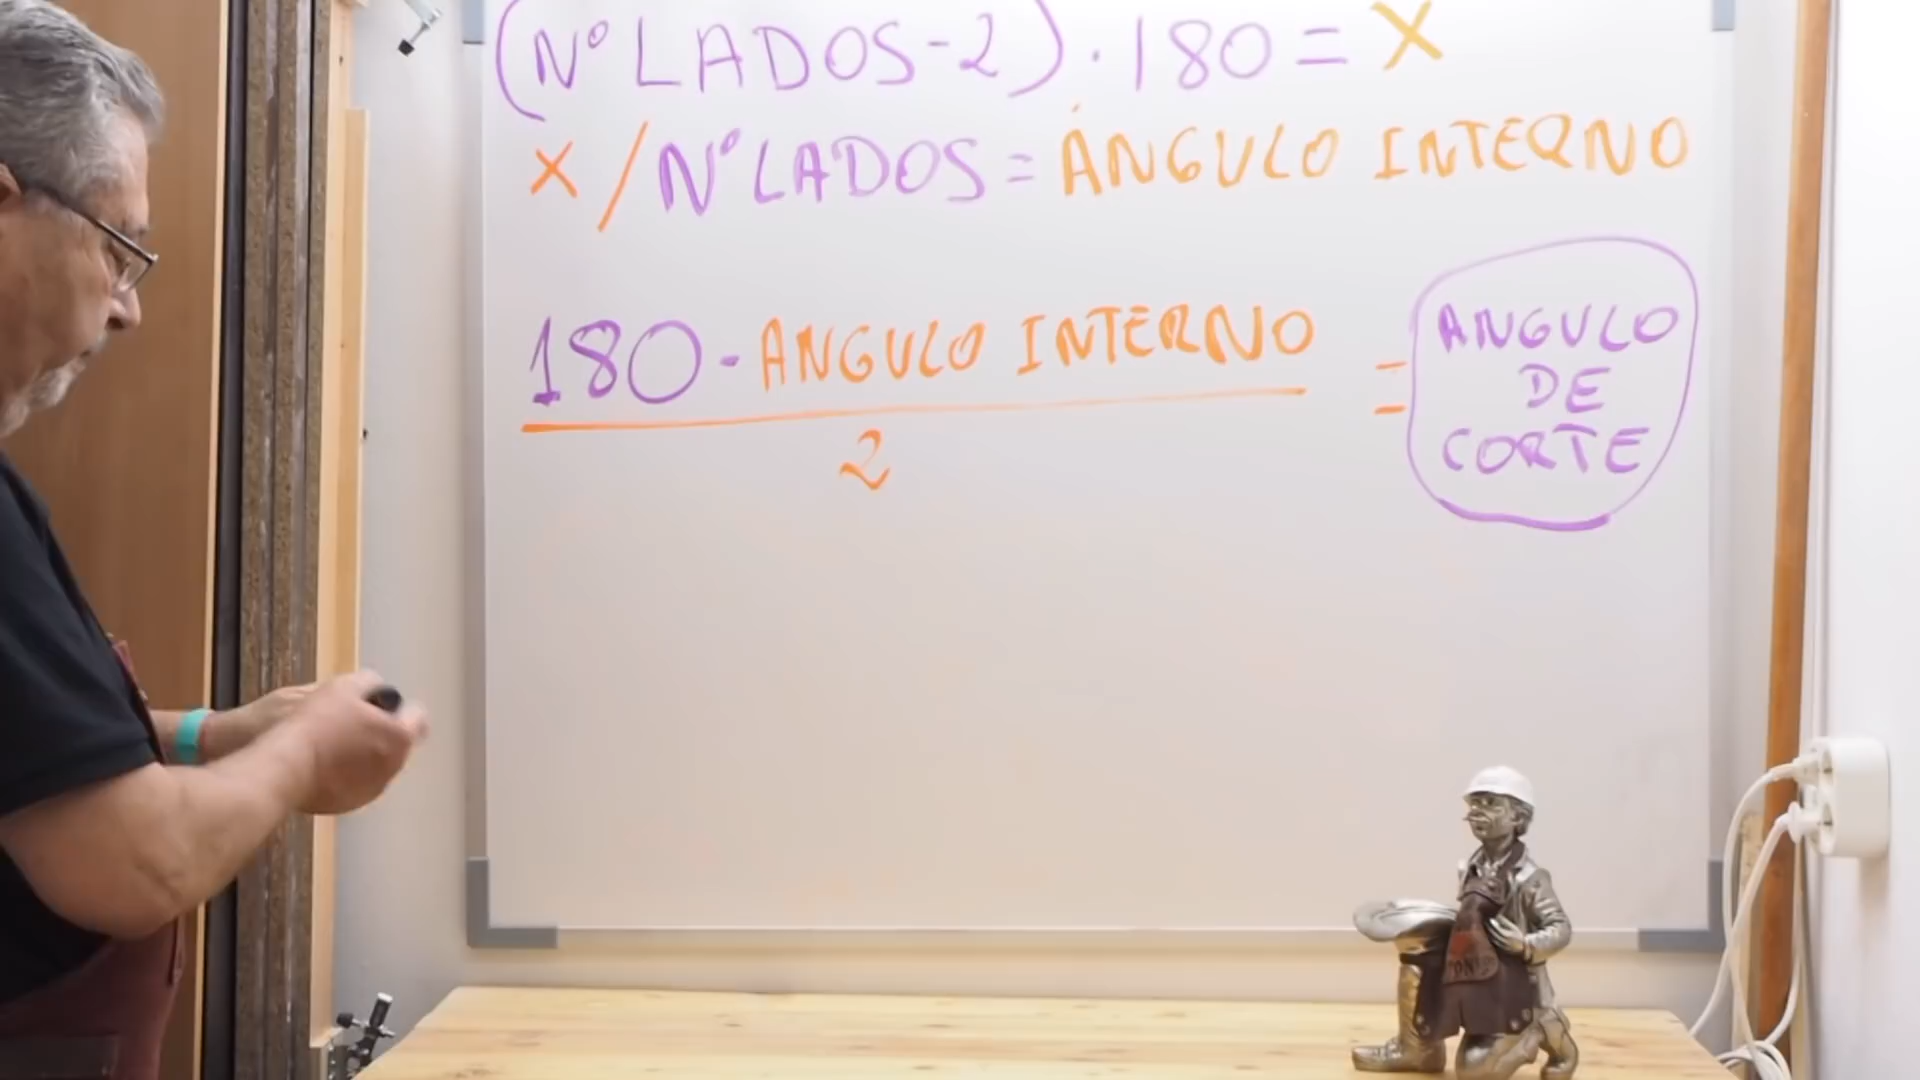 (Nº LADOS-2)·180= X
X / Nº LADOS = ÁNGULO INTERNO
180 - ANGULO INTERNO
2
=
ANGULO
DE
CORTE